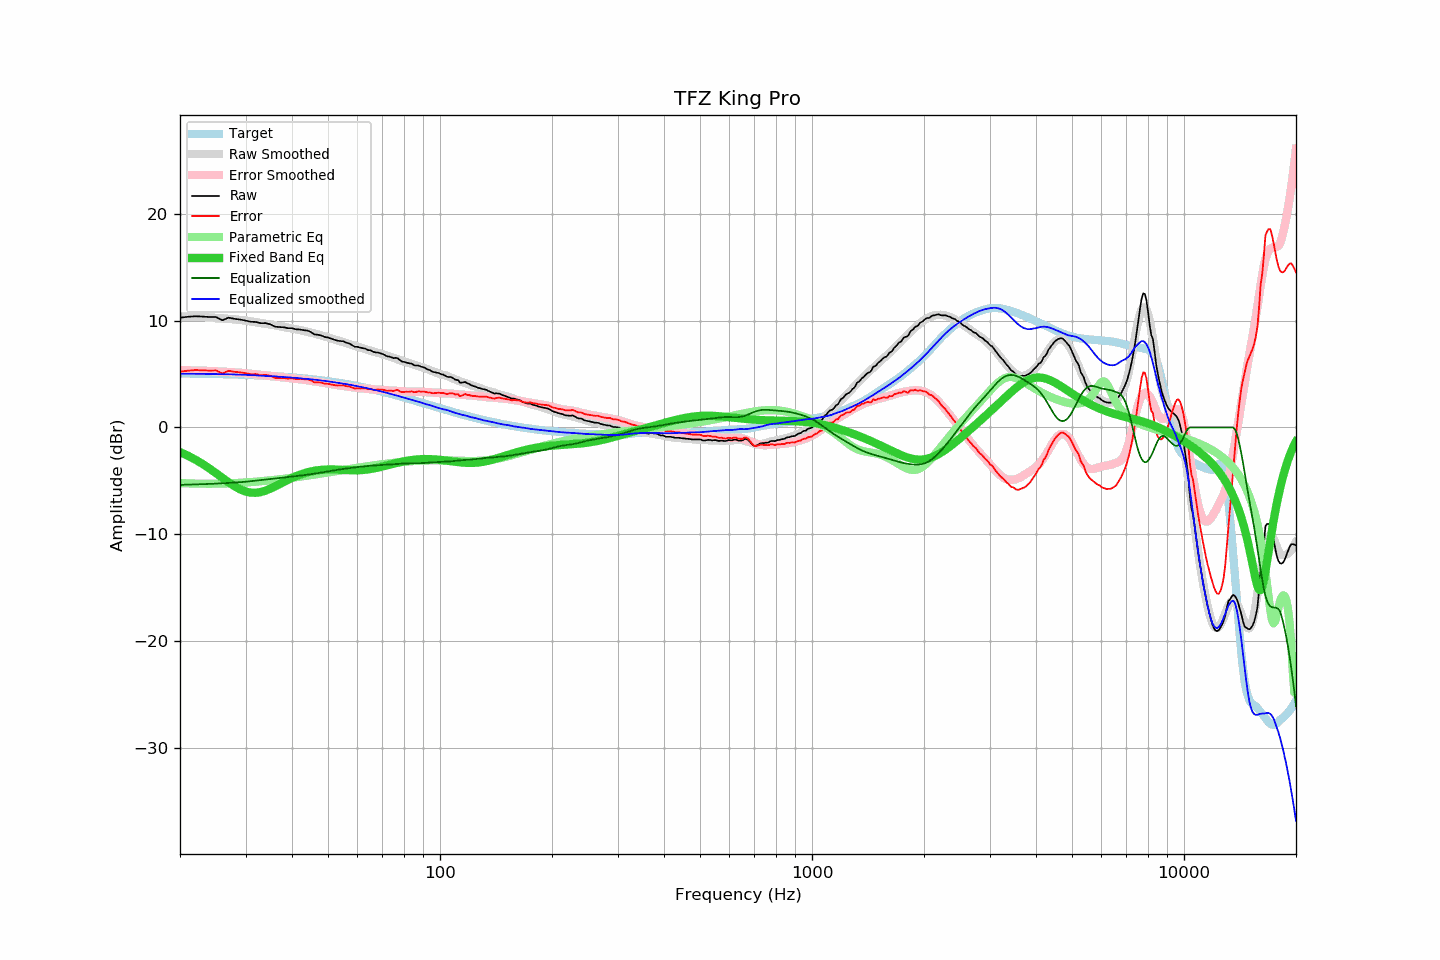 TFZ King Pro
Target
Raw Smoothed
Error Smoothed
Raw
Error
Parametric Eq
Fixed Band Eq
Equalization
Equalized smoothed
20
10
0
−10
−20
−30
Amplitude (dBr)
100
1000
10000
Frequency (Hz)